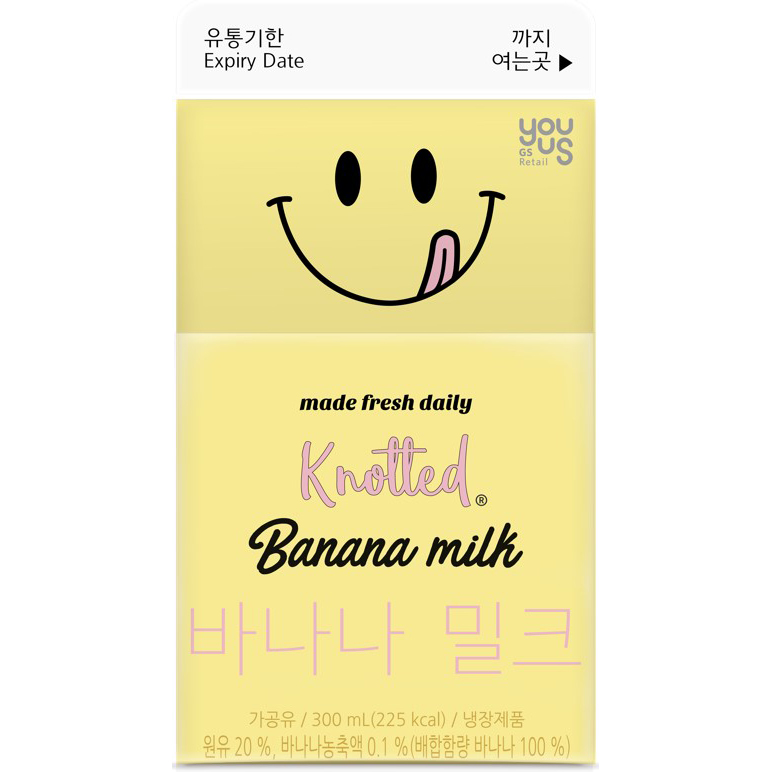 유통기한
Expiry Date
까지
여는곳 ▶
you
us
GS
Retail
made fresh daily
Knotted®
Banana milk
바나나 밀크
가공유 / 300 mL(225 kcal) / 냉장제품
원유 20 %, 바나나농축액 0.1 %(배합함량 바나나 100 %)